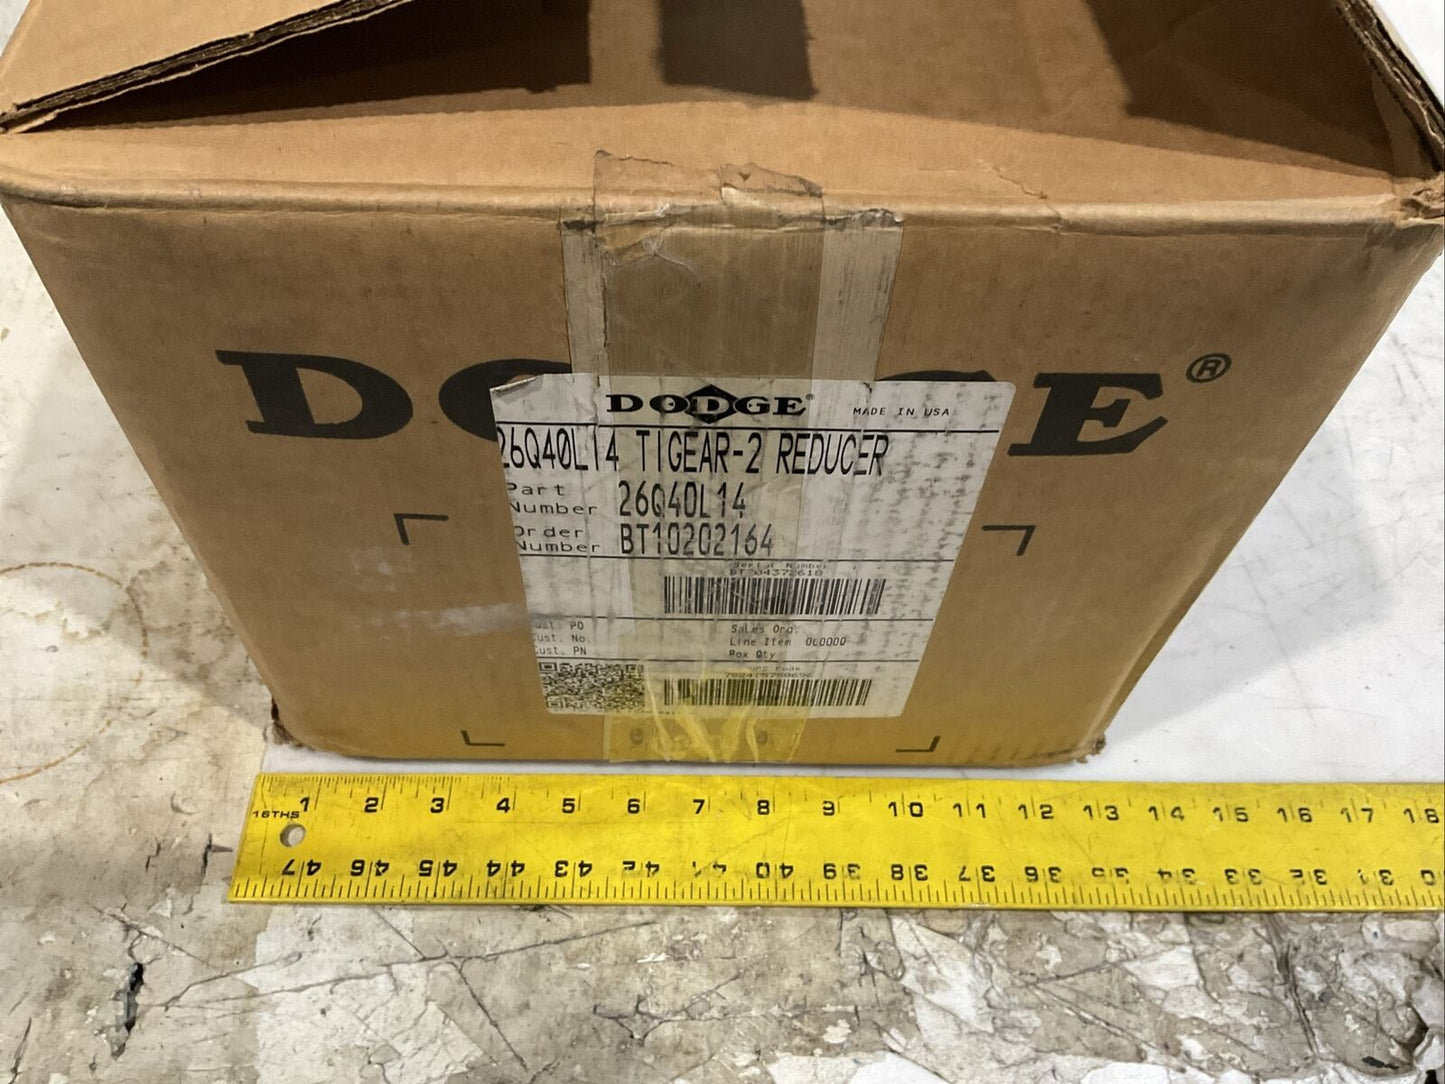 DODGE®
DODGE® MADE IN USA
26Q40L14 TIGEAR-2 REDUCER
Part
Number 26Q40L14
Order
Number BT10202164
Serial Number
Cust. PO Sales Ord.
Cust. No. Line Item 000000
Cust. PN Box Qty
UPC Code
16THS 1 2 3 4 5 6 7 8 9 10 11 12 13 14 15 16 17 18
47 46 45 44 43 42 41 40 39 38 37 36 35 34 33 32 31